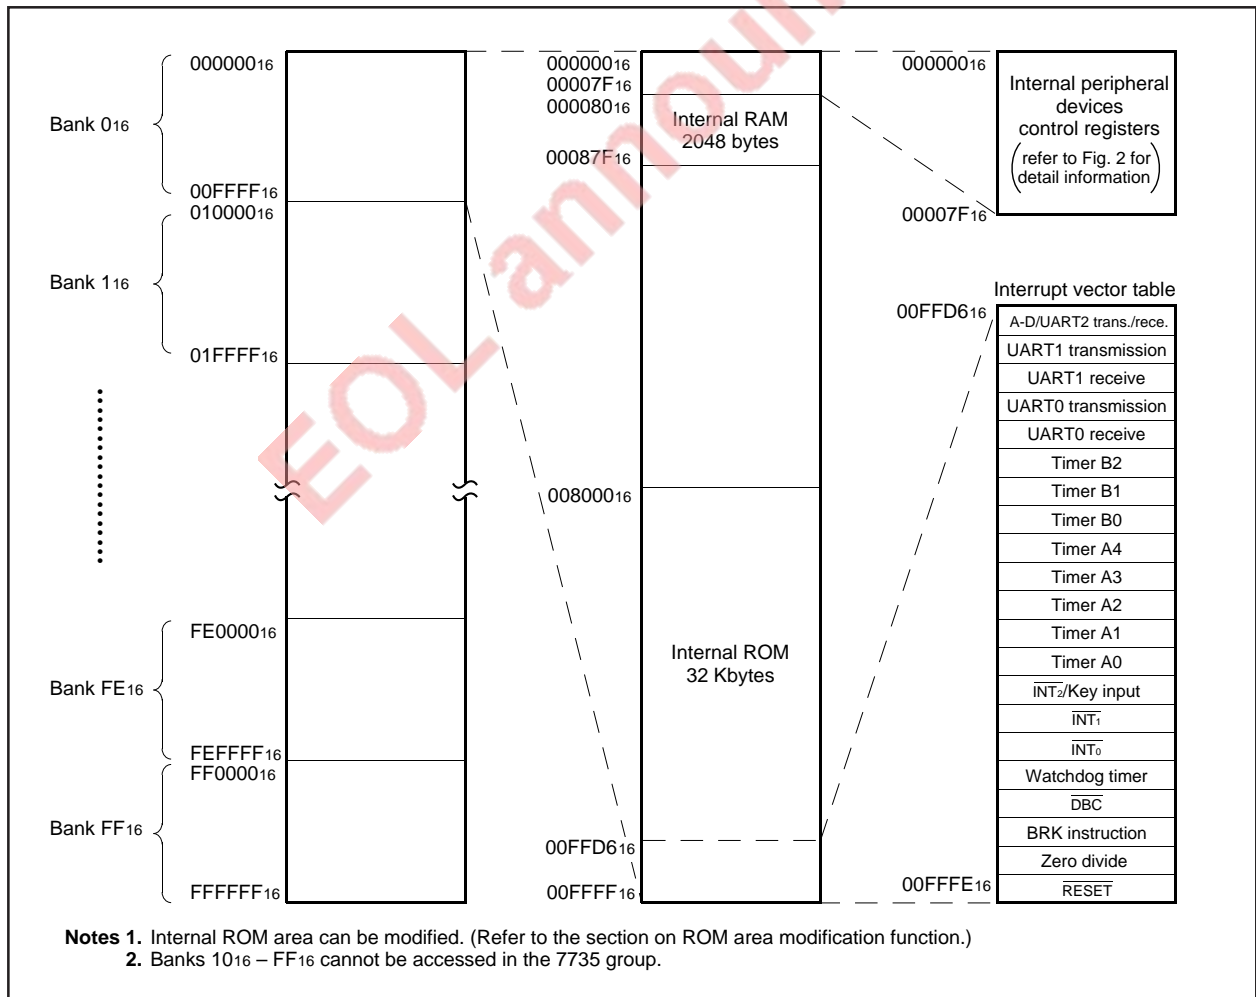 Bank 016
000000 16
00FFFF16
Bank 116
01000016
01FFFF16
Bank FE16
FE000016
FEFFFF16
Bank FF16
FF000016
FFFFFF16
00000016
00007F16
00008016
Internal RAM
2048 bytes
00087F16
00800016
Internal ROM
32 Kbytes
00FFD616
00FFFF16
00000016
Internal peripheral
devices
control registers
(refer to Fig. 2 for
detail information)
00007F16
Interrupt vector table
00FFD616
A-D/UART2 trans./rece.
UART1 transmission
UART1 receive
UART0 transmission
UART0 receive
Timer B2
Timer B1
Timer B0
Timer A4
Timer A3
Timer A2
Timer A1
Timer A0
INT2/Key input
INT1
INT0
Watchdog timer
DBC
BRK instruction
Zero divide
RESET
00FFFE16
Notes 1. Internal ROM area can be modified. (Refer to the section on ROM area modification function.)
2. Banks 1016 – FF16 cannot be accessed in the 7735 group.
EOL announ